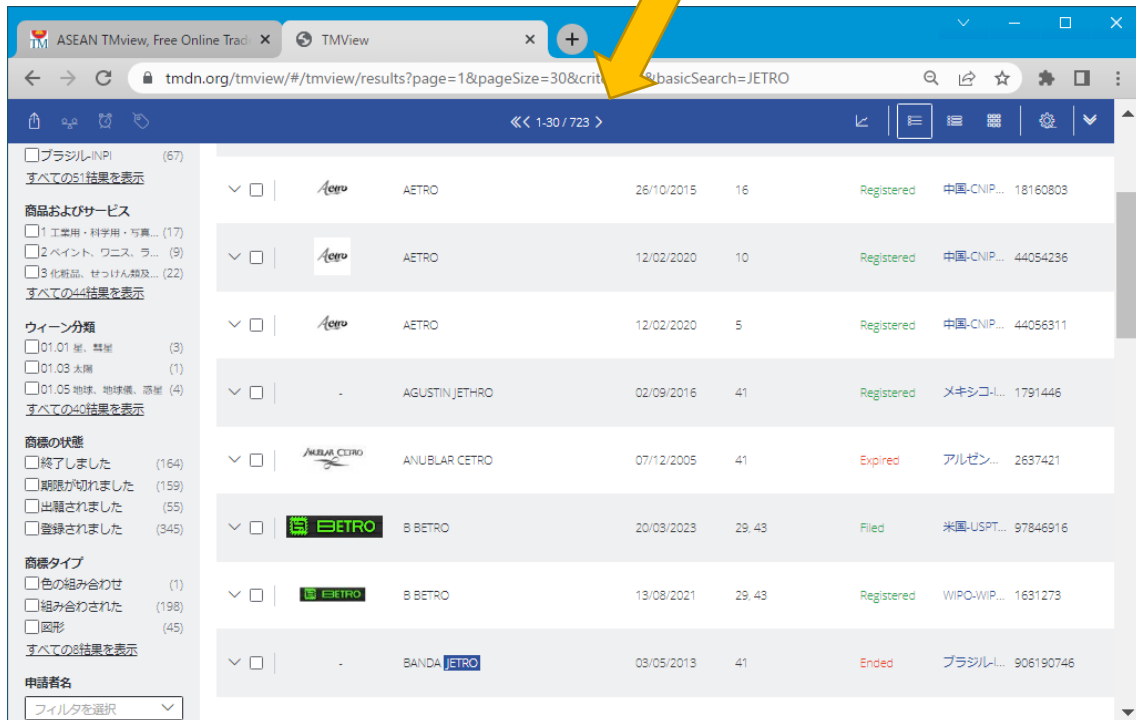 ASEAN TMview, Free Online Trad
TMView
tmdn.org/tmview/#/tmview/results?page=1&pageSize=30&crite
&basicSearch=JETRO
1-30 / 723
ブラジル-INPI (67)
すべての51結果を表示
商品およびサービス
1 工業用・科学用・写真... (17)
2 ペイント、ワニス、ラ... (9)
3 化粧品、せっけん類及... (22)
すべての44結果を表示
ウィーン分類
01.01 星、彗星 (3)
01.03 太陽 (1)
01.05 地球、地球儀、惑星 (4)
すべての40結果を表示
商標の状態
終了しました (164)
期限が切れました (159)
出願されました (55)
登録されました (345)
商標タイプ
色の組み合わせ (1)
組み合わされた (198)
図形 (45)
すべての8結果を表示
申請者名
フィルタを選択
Aetro AETRO 26/10/2015 16 Registered 中国-CNIP... 18160803
Aetro AETRO 12/02/2020 10 Registered 中国-CNIP... 44054236
Aetro AETRO 12/02/2020 5 Registered 中国-CNIP... 44056311
- AGUSTIN JETHRO 02/09/2016 41 Registered メキシコ-I... 1791446
ANUBLAR CETRO ANUBLAR CETRO 07/12/2005 41 Expired アルゼン... 2637421
BETRO B BETRO 20/03/2023 29, 43 Filed 米国-USPT... 97846916
BETRO B BETRO 13/08/2021 29, 43 Registered WIPO-WIP... 1631273
- BANDA JETRO 03/05/2013 41 Ended ブラジル-I... 906190746